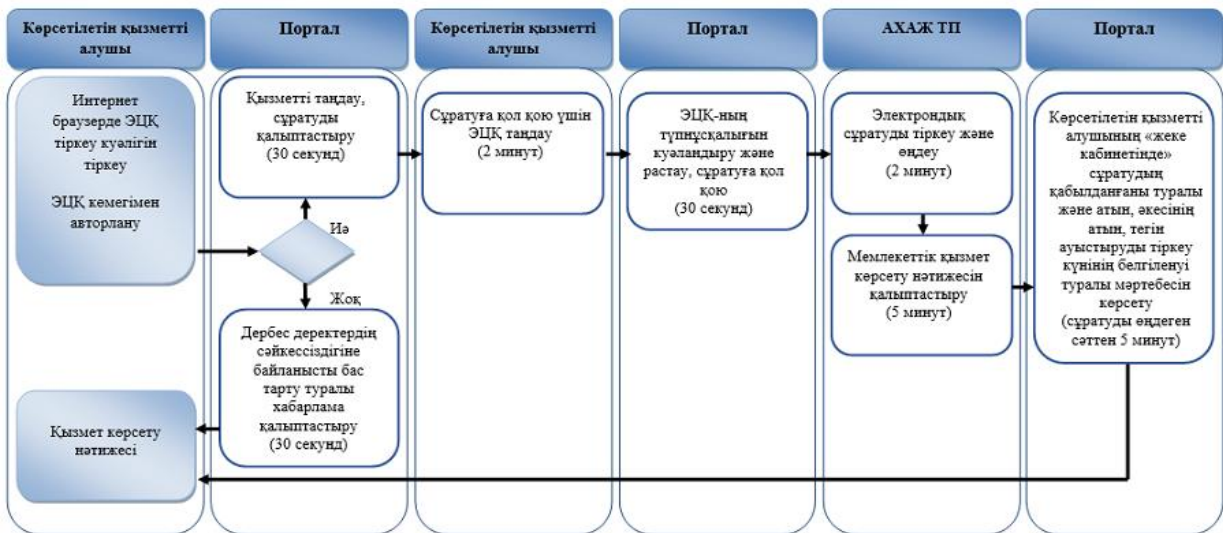 Көрсетілетін қызметті
алушы
Портал
Көрсетілетін қызметті
алушы
Портал
АХАЖ ТП
Портал
Интернет
браузерде ЭЦҚ
тіркеу куәлігін
тіркеу
ЭЦҚ көмегімен
авторлану
Қызметті таңдау,
сұратуды
қалыптастыру
(30 секунд)
Иә
Жоқ
Дербес деректердің
сәйкессіздігіне
байланысты бас
тарту туралы
хабарлама
қалыптастыру
(30 секунд)
Сұратуға қол қою үшін
ЭЦҚ таңдау
(2 минут)
ЭЦҚ-ның
түпнұсқалығын
куәландыру және
растау, сұратуға қол
қою
(30 секунд)
Электрондық
сұратуды тіркеу және
өңдеу
(2 минут)
Мемлекеттік қызмет
көрсету нәтижесін
қалыптастыру
(5 минут)
Көрсетілетін қызметті
алушының «жеке
кабинетінде»
сұратудың
қабылданғаны туралы
және атын, әкесінің
атын, тегін
ауыстыруды тіркеу
күнінің белгіленуі
туралы мәртебесін
көрсету
(сұратуды өңдеген
сәттен 5 минут)
Қызмет көрсету
нәтижесі